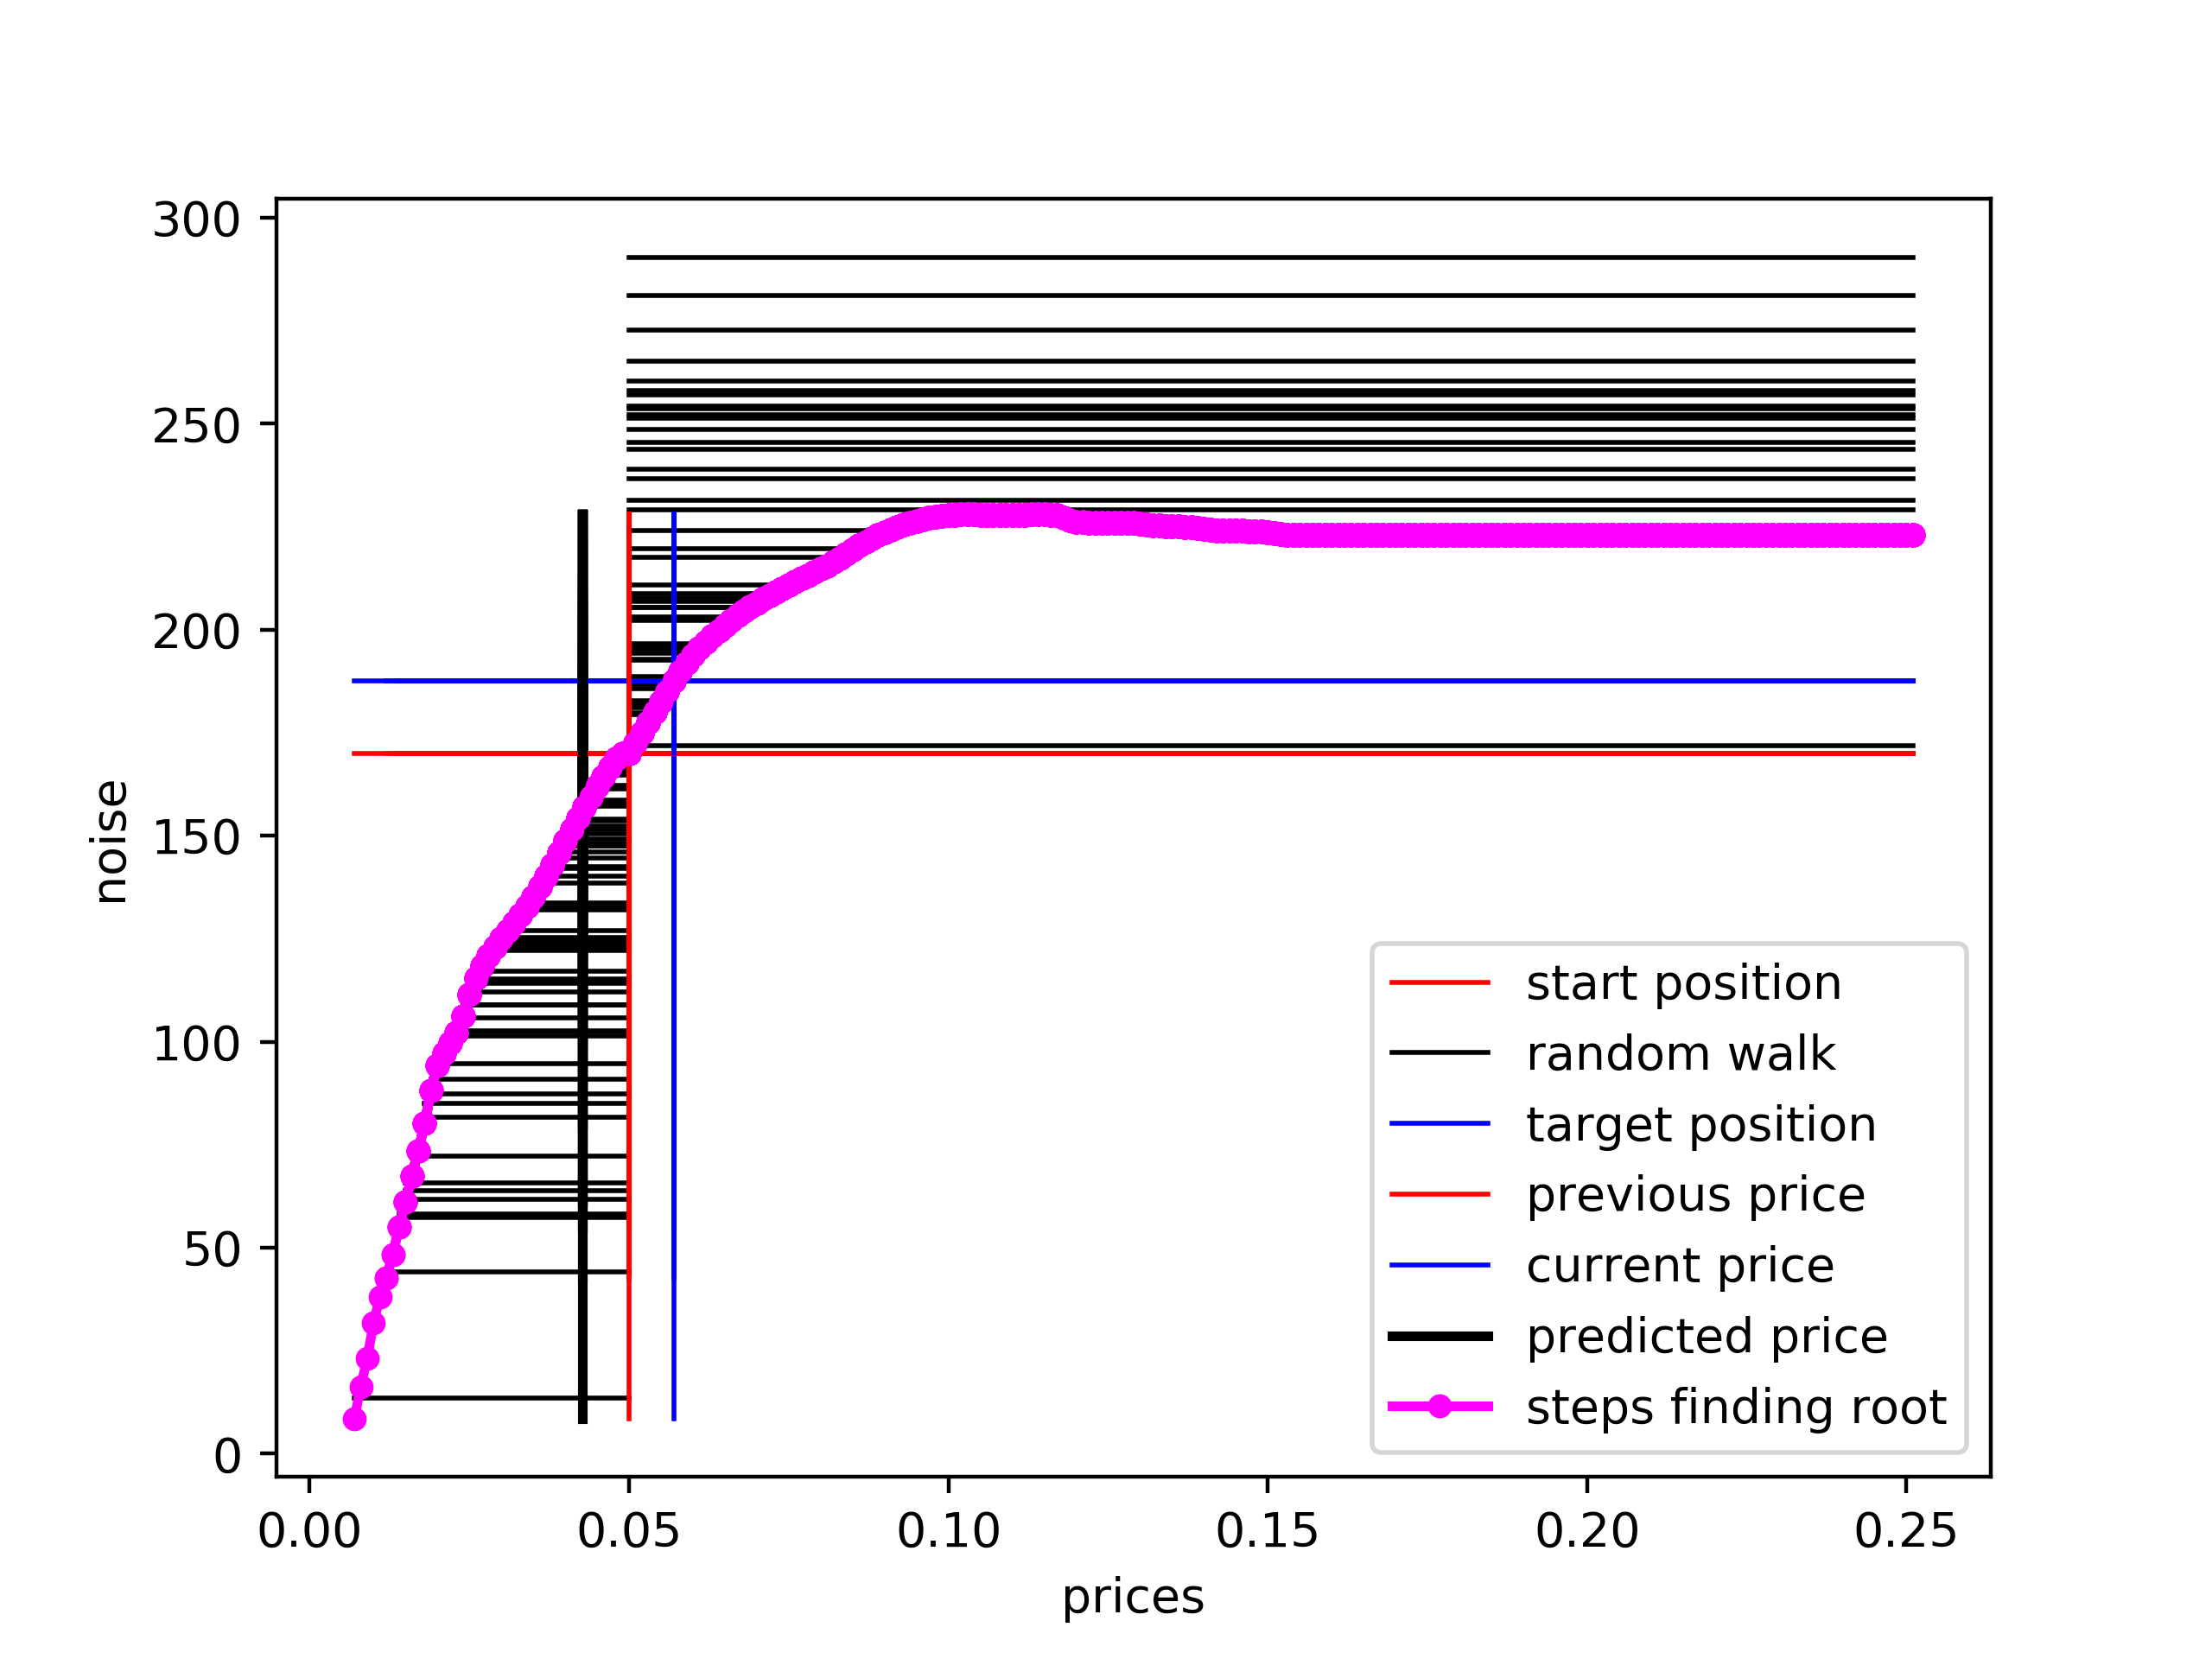 300
250
200
150
100
50
0
noise
0.00 0.05 0.10 0.15 0.20 0.25
prices
start position
random walk
target position
previous price
current price
predicted price
steps finding root